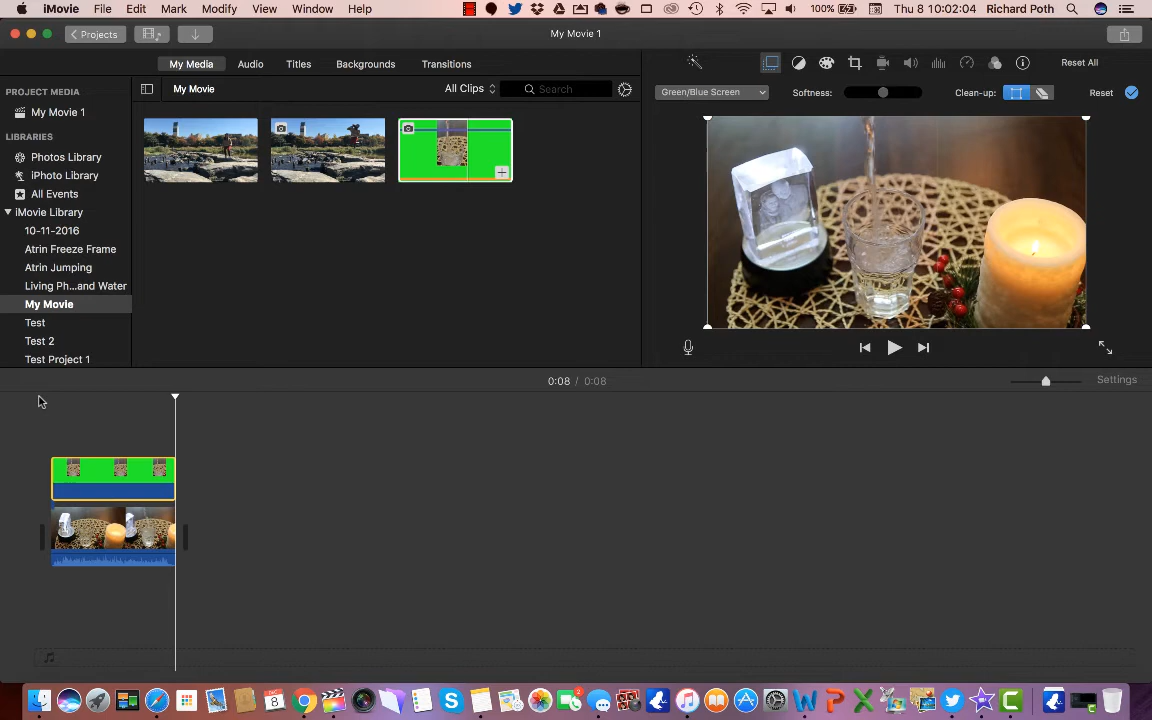 iMovie File Edit Mark Modify View Window Help 100% Thu 8 10:02:04 Richard Poth
Projects My Movie 1
My Media Audio Titles Backgrounds Transitions Reset All
PROJECT MEDIA My Movie All Clips Search Green/Blue Screen Softness: Clean-up: Reset
My Movie 1
LIBRARIES
Photos Library
iPhoto Library
All Events
iMovie Library
10-11-2016
Atrin Freeze Frame
Atrin Jumping
Living Ph...and Water
My Movie
Test
Test 2
Test Project 1
0:08 / 0:08 Settings
DEC
8
2